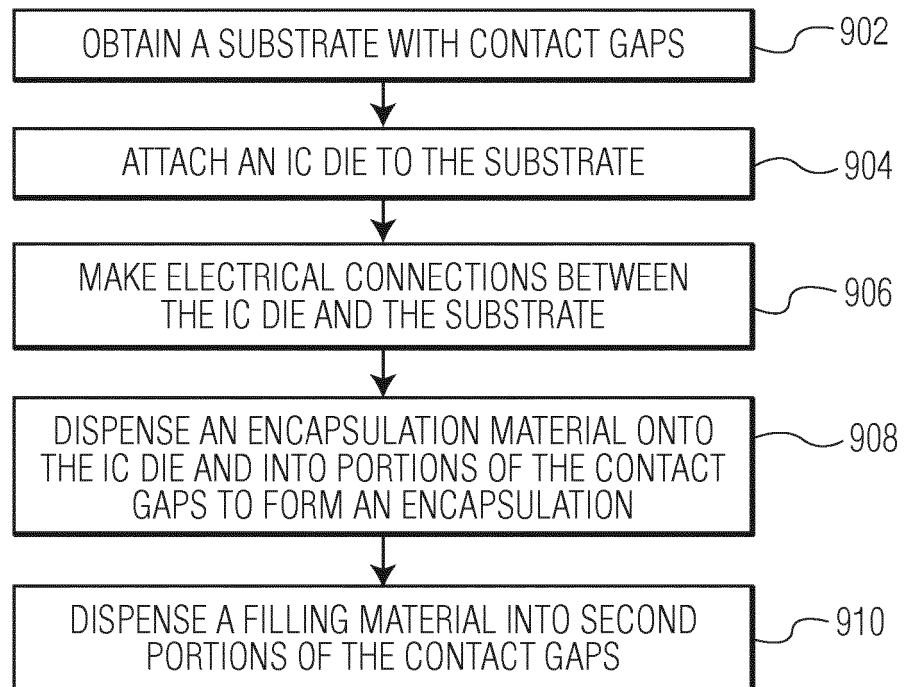 OBTAIN A SUBSTRATE WITH CONTACT GAPS
902
ATTACH AN IC DIE TO THE SUBSTRATE
904
MAKE ELECTRICAL CONNECTIONS BETWEEN
THE IC DIE AND THE SUBSTRATE
906
DISPENSE AN ENCAPSULATION MATERIAL ONTO
THE IC DIE AND INTO PORTIONS OF THE CONTACT
GAPS TO FORM AN ENCAPSULATION
908
DISPENSE A FILLING MATERIAL INTO SECOND
PORTIONS OF THE CONTACT GAPS
910